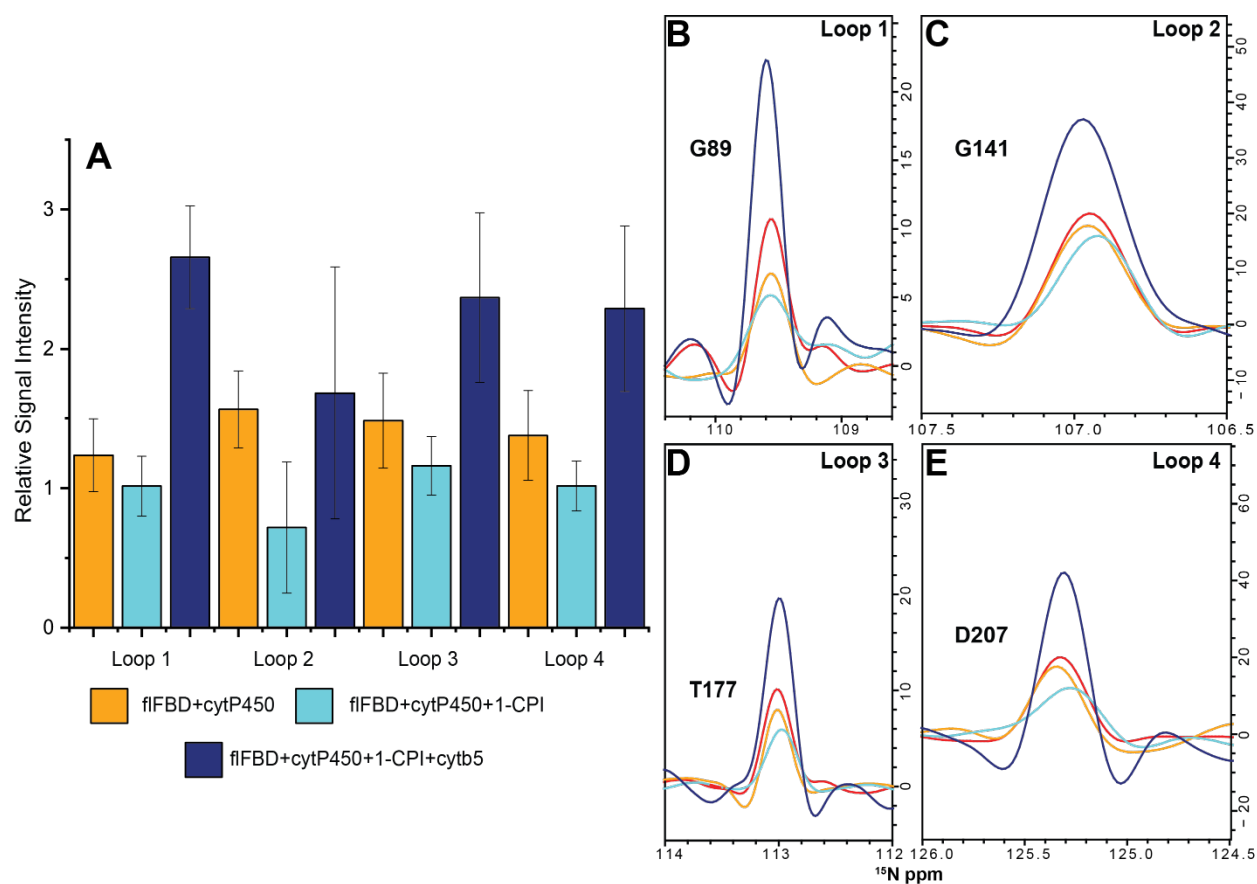 A
Relative Signal Intensity
3
2
1
0
Loop 1
Loop 2
Loop 3
Loop 4
flFBD+cytP450
flFBD+cytP450+1-CPI
flFBD+cytP450+1-CPI+cytb5
B
Loop 1
G89
20
15
10
5
0
110
109
C
Loop 2
G141
50
40
30
20
10
0
−10
107.5
107.0
106.5
D
Loop 3
T177
30
20
10
0
114
113
112
E
Loop 4
D207
60
40
20
0
−20
126.0
125.5
125.0
124.5
¹⁵N ppm